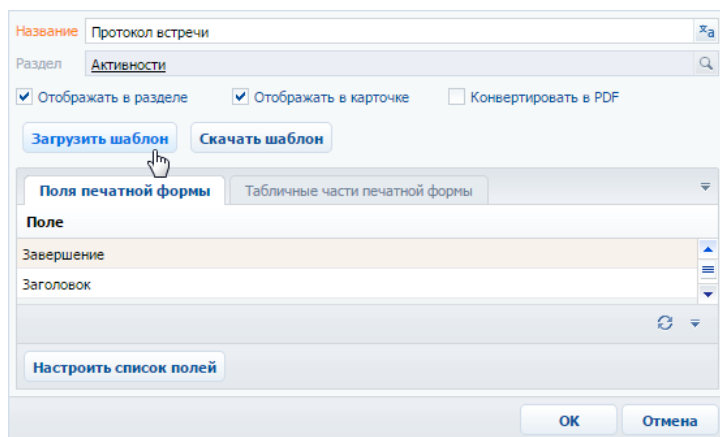 Название Протокол встречи
Раздел Активности
Отображать в разделе Отображать в карточке Конвертировать в PDF
Загрузить шаблон Скачать шаблон
Поля печатной формы Табличные части печатной формы
Поле
Завершение
Заголовок
Настроить список полей
ОК Отмена